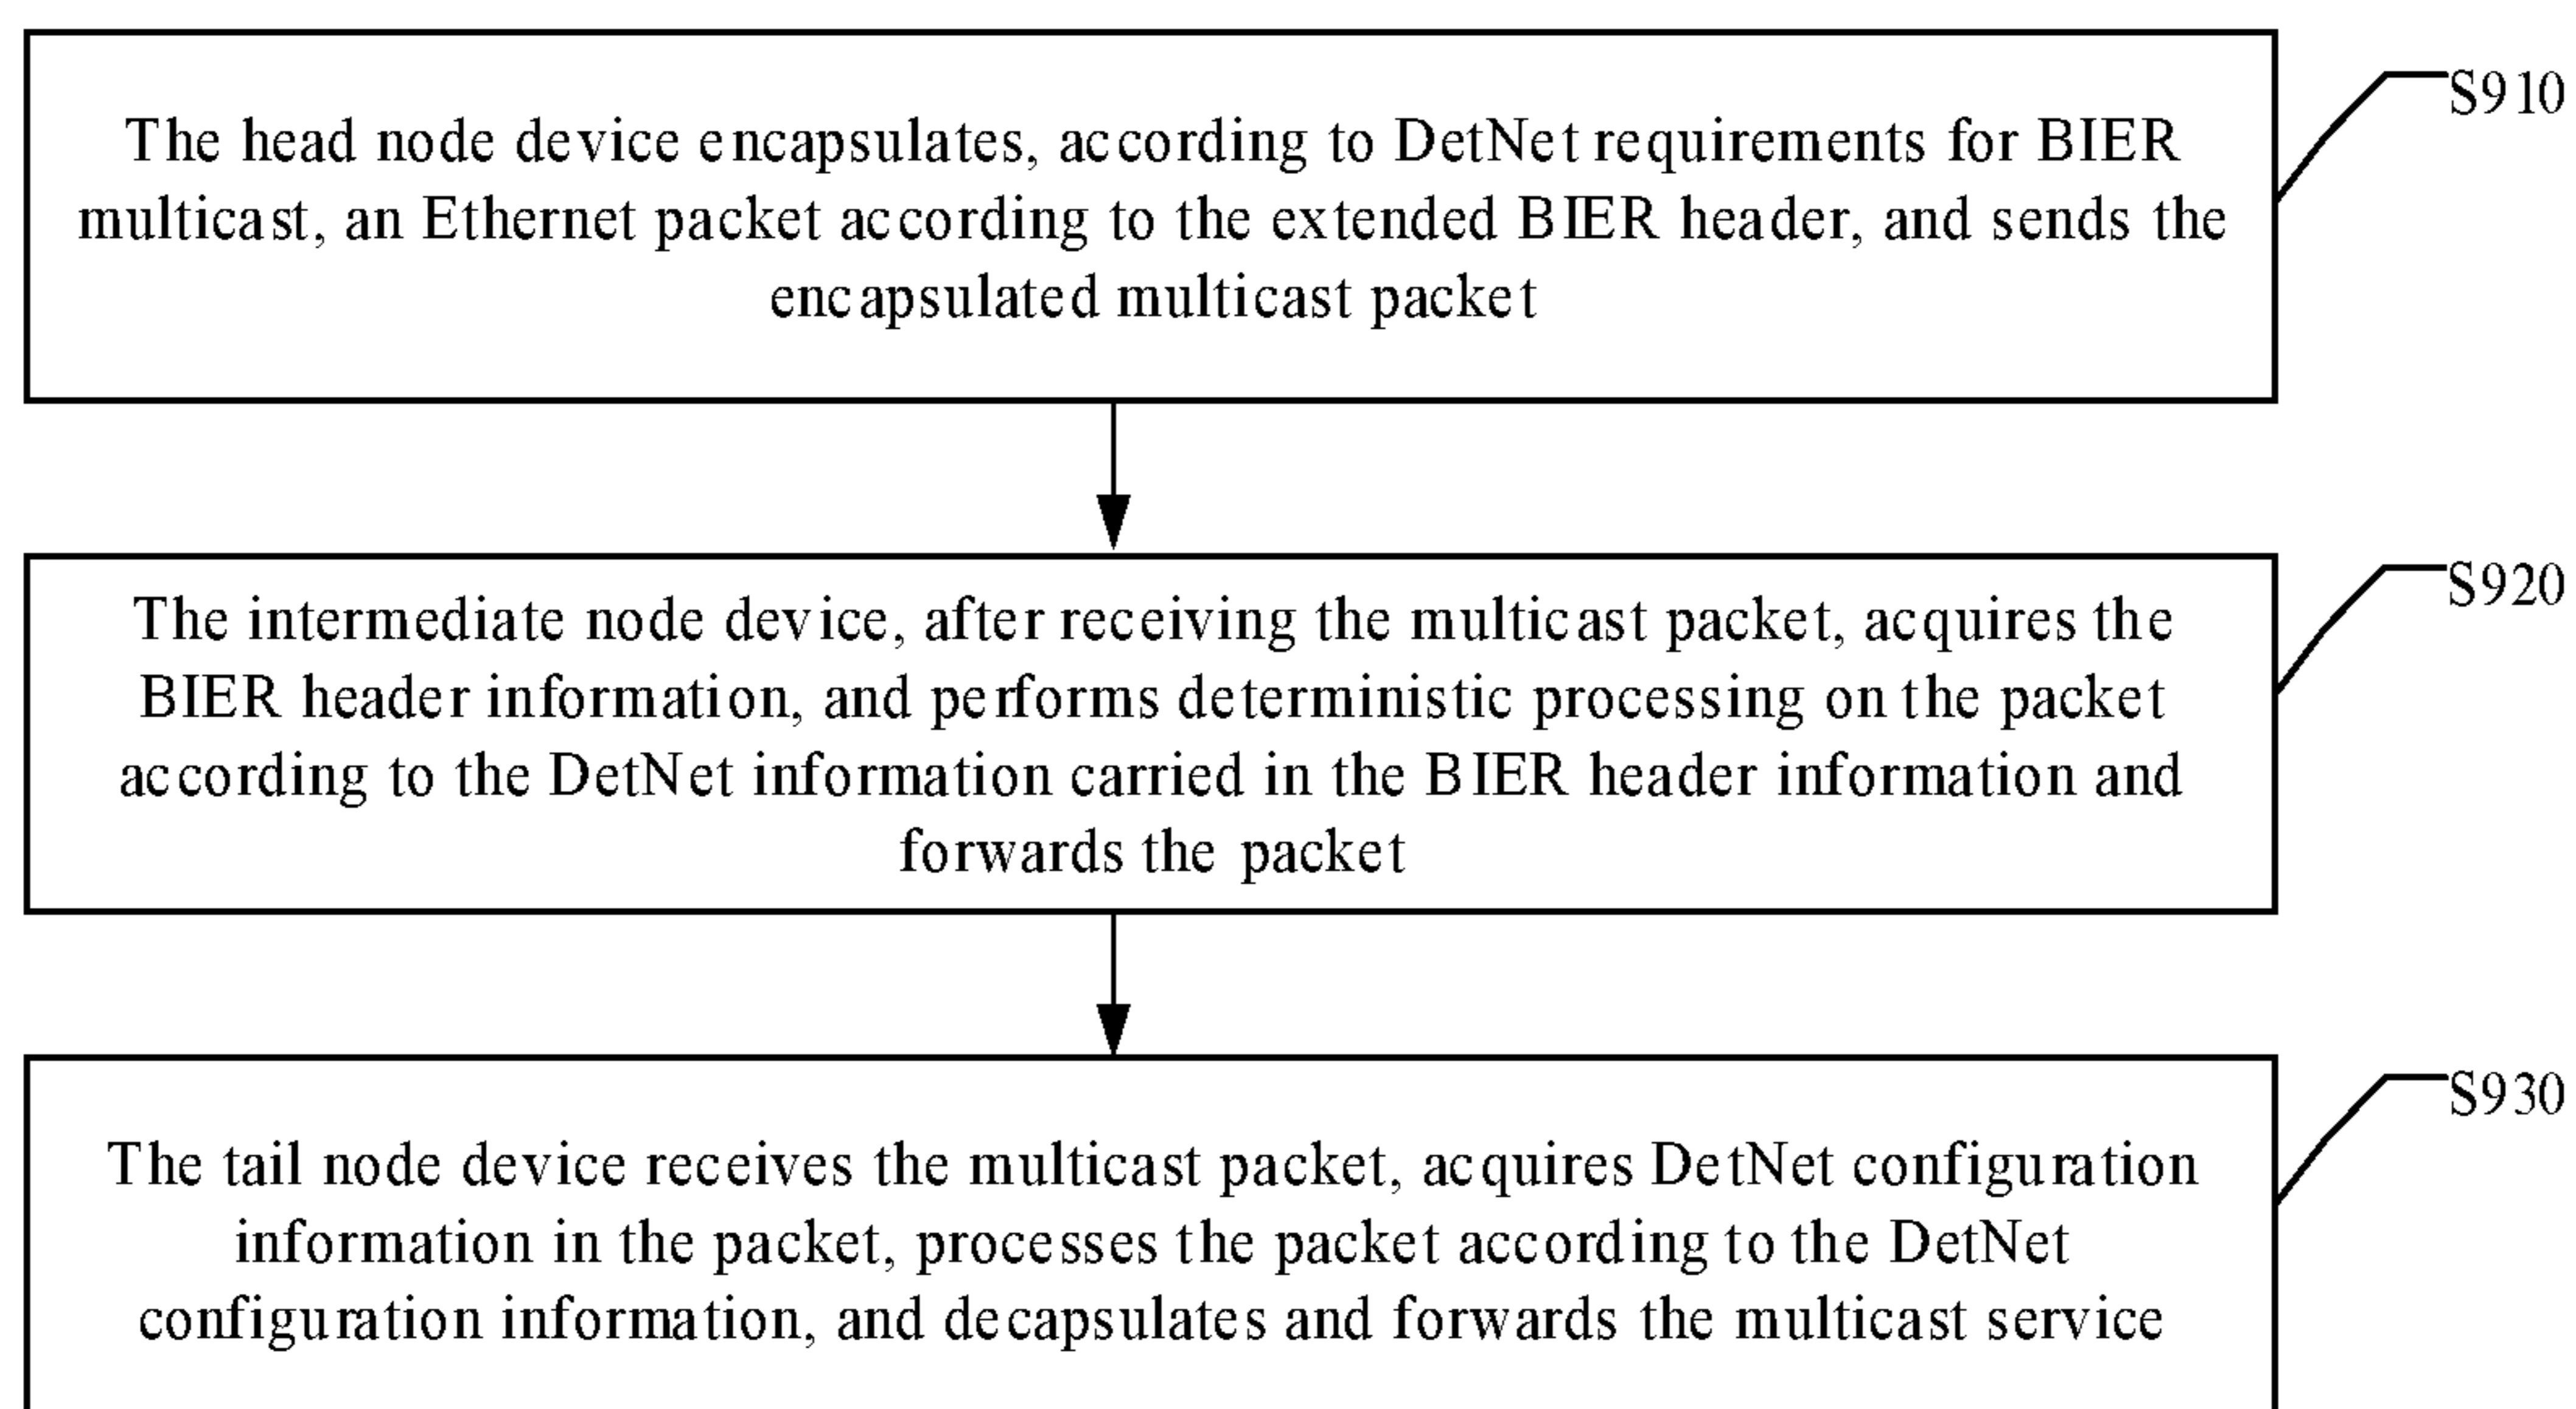 The head node device encapsulates, according to DetNet requirements for BIER
multicast, an Ethernet packet according to the extended BIER header, and sends the
encapsulated multicast packet
S910
The intermediate node device, after receiving the multicast packet, acquires the
BIER header information, and performs deterministic processing on the packet
according to the DetNet information carried in the BIER header information and
forwards the packet
S920
The tail node device receives the multicast packet, acquires DetNet configuration
information in the packet, processes the packet according to the DetNet
configuration information, and decapsulates and forwards the multicast service
S930